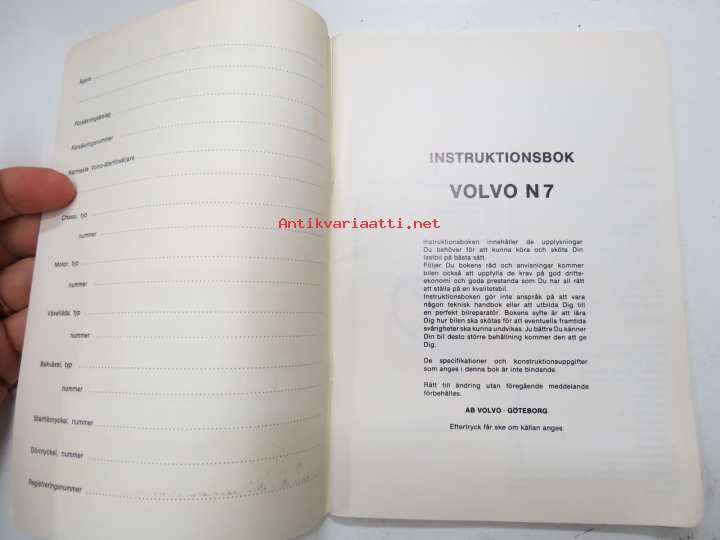 Ägare
Försäkringsbolag
Försäkringsnummer
Närmaste Volvo-återförsäljare
Chassi, typ
nummer
Motor, typ
nummer
Växellåda, typ
nummer
Bakväxel, typ
nummer
Startlåsnyckel, nummer
Dörrnyckel, nummer
Registreringsnummer
INSTRUKTIONSBOK
VOLVO N7
Antikvariaatti.net
Instruktionsboken innehåller de upplysningar
Du behöver för att kunna köra och sköta Din
lastbil på bästa sätt.
Följer Du bokens råd och anvisningar kommer
bilen också att uppfylla de krav på god drifts-
ekonomi och goda prestanda som Du har all rätt
att ställa på en kvalitetsbil.
Instruktionsboken gör inte anspråk på att vara
någon teknisk handbok eller att utbilda Dig till
en perfekt bilreparatör. Bokens syfte är att lära
Dig hur bilen ska skötas för att eventuella framtida
svårigheter ska kunna undvikas. Ju bättre Du känner
Din bil desto större behållning kommer den att ge
Dig.
De specifikationer och konstruktionsuppgifter
som anges i denna bok är inte bindande.
Rätt till ändring utan föregående meddelande
förbehålles.
AB VOLVO · GÖTEBORG
Eftertryck får ske om källan anges.